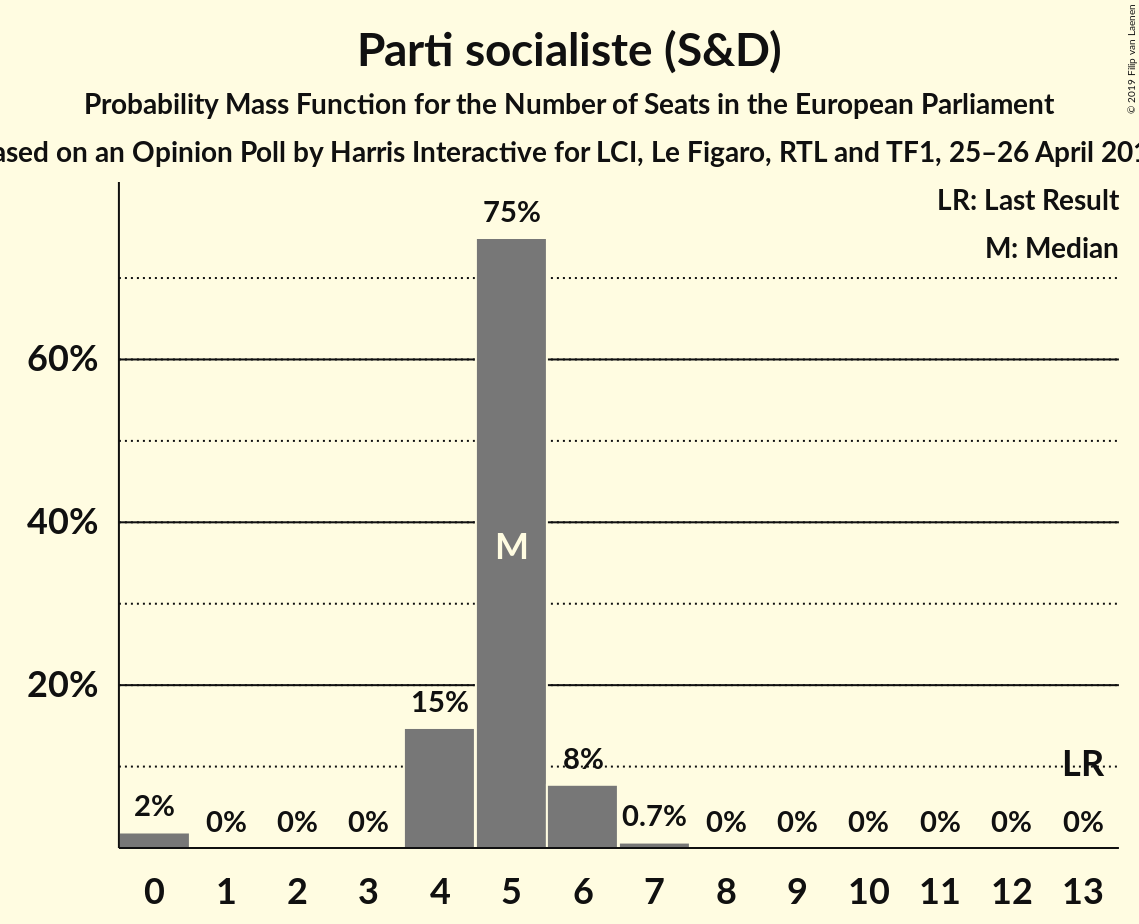 Parti socialiste (S&D)
Probability Mass Function for the Number of Seats in the European Parliament
ased on an Opinion Poll by Harris Interactive for LCI, Le Figaro, RTL and TF1, 25–26 April 201
© 2019 Filip van Laenen
LR: Last Result
M: Median
75%
60%
40%
M
20%
15%
8%
LR
2%
0%
0%
0%
0.7%
0%
0%
0%
0%
0%
0%
0 1 2 3 4 5 6 7 8 9 10 11 12 13